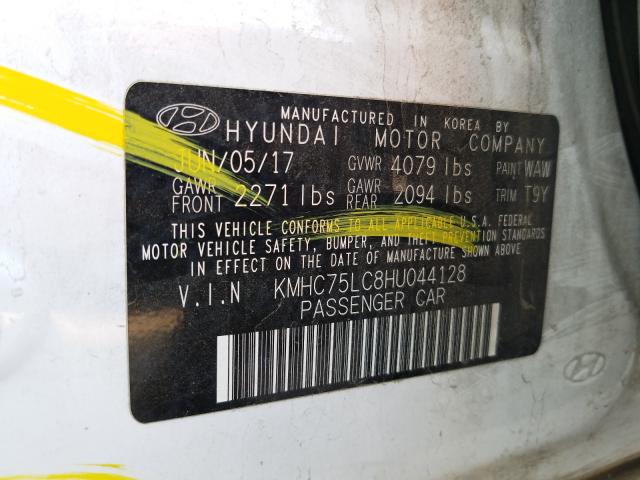 MANUFACTURED IN KOREA BY
HYUNDAI MOTOR COMPANY
JUN/05/17 GVWR 4079 lbs PAINT WAW
GAWR FRONT 2271 lbs GAWR REAR 2094 lbs TRIM T9Y
THIS VEHICLE CONFORMS TO ALL APPLICABLE U.S.A. FEDERAL
MOTOR VEHICLE SAFETY, BUMPER, AND THEFT PREVENTION STANDARDS
IN EFFECT ON THE DATE OF MANUFACTURE SHOWN ABOVE.
V.I.N KMHC75LC8HU044128
PASSENGER CAR